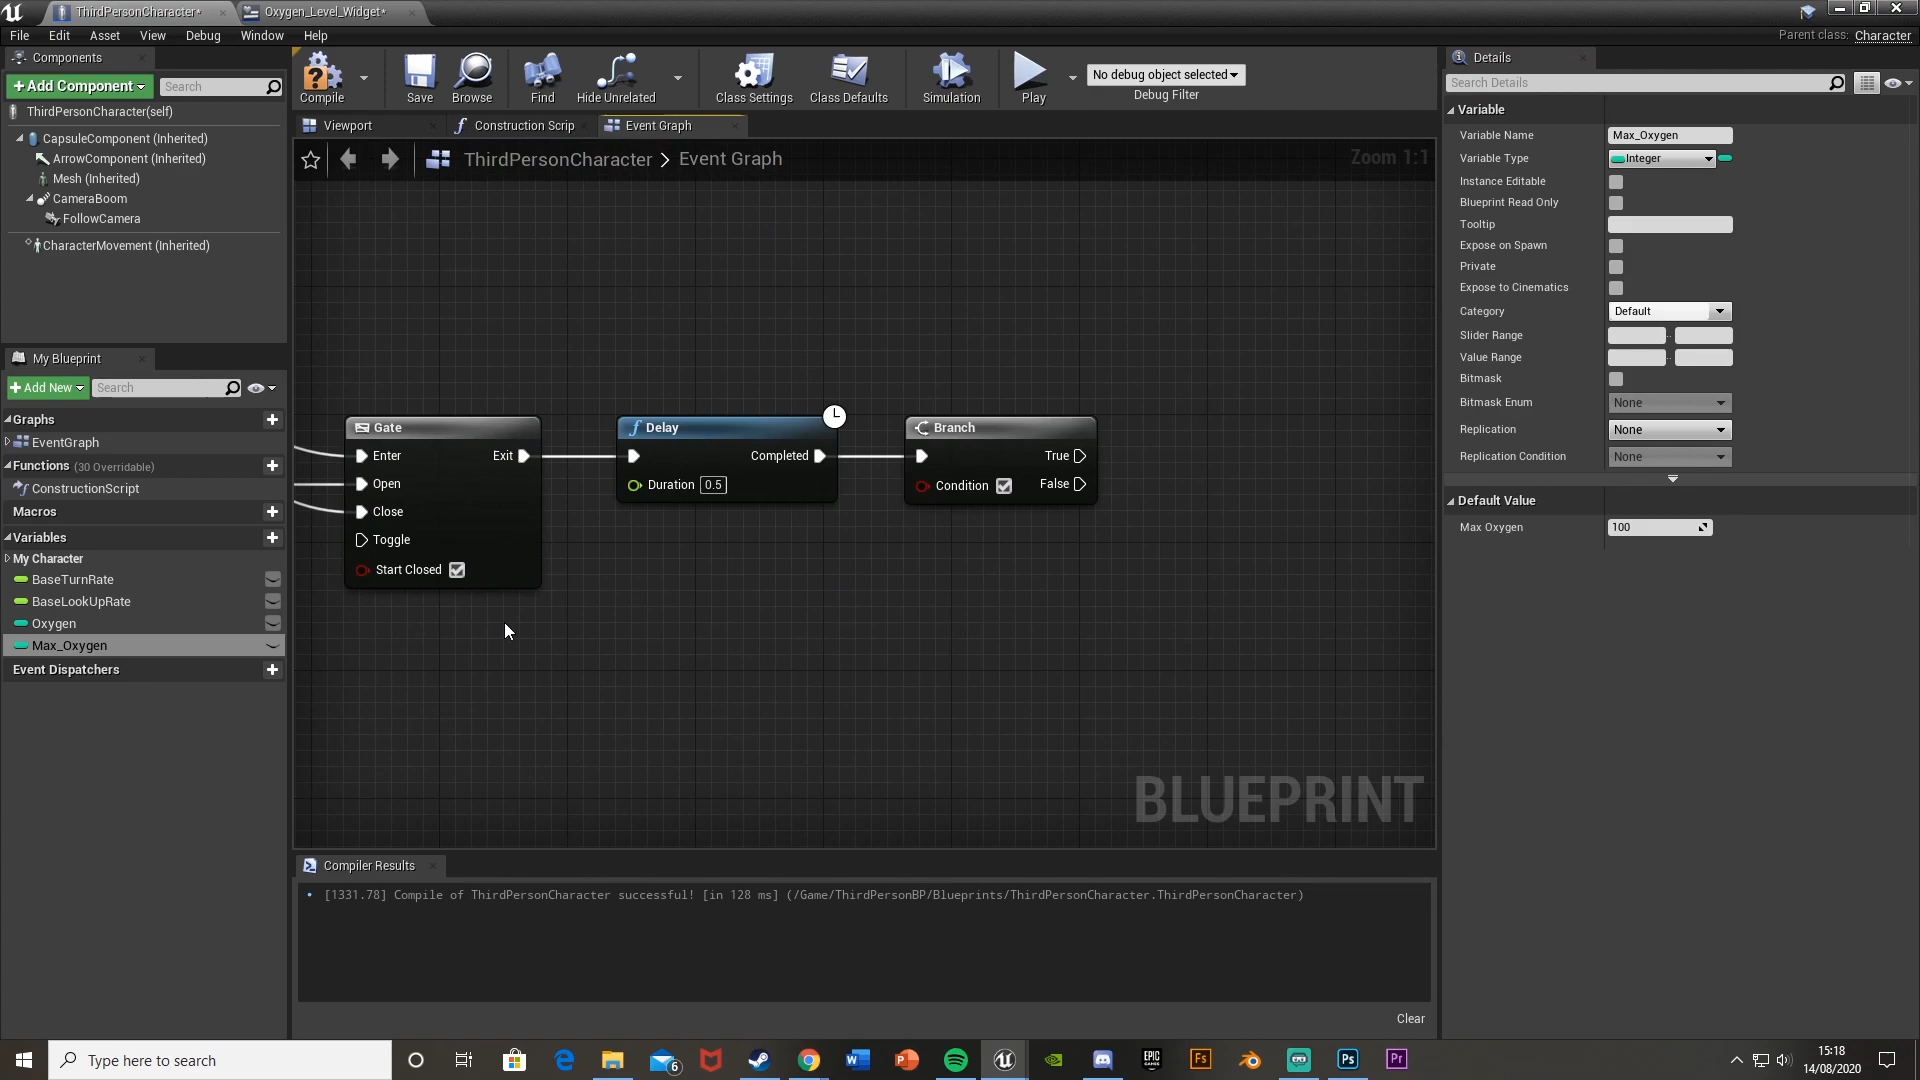 ThirdPersonCharacter*
Oxygen_Level_Widget*
File Edit Asset View Debug Window Help
Parent class: Character
Components
+Add Component
Search
ThirdPersonCharacter(self)
CapsuleComponent (Inherited)
ArrowComponent (Inherited)
Mesh (Inherited)
CameraBoom
FollowCamera
CharacterMovement (Inherited)
My Blueprint
+Add New
Search
Graphs
EventGraph
Functions (30 Overridable)
ConstructionScript
Macros
Variables
My Character
BaseTurnRate
BaseLookUpRate
Oxygen
Max_Oxygen
Event Dispatchers
Compile Save Browse Find Hide Unrelated Class Settings Class Defaults Simulation Play
No debug object selected
Debug Filter
Viewport Construction Scrip Event Graph
ThirdPersonCharacter > Event Graph
Zoom 1:1
Gate
Enter Exit
Open
Close
Toggle
Start Closed
Delay
Completed
Duration 0.5
Branch
True
Condition False
BLUEPRINT
Compiler Results
[1331.78] Compile of ThirdPersonCharacter successful! [in 128 ms] (/Game/ThirdPersonBP/Blueprints/ThirdPersonCharacter.ThirdPersonCharacter)
Clear
Details
Search Details
Variable
Variable Name Max_Oxygen
Variable Type Integer
Instance Editable
Blueprint Read Only
Tooltip
Expose on Spawn
Private
Expose to Cinematics
Category Default
Slider Range
Value Range
Bitmask
Bitmask Enum None
Replication None
Replication Condition None
Default Value
Max Oxygen 100
Type here to search
6
W
P
EPIC GAMES
Fs
Ps
Pr
15:18
14/08/2020